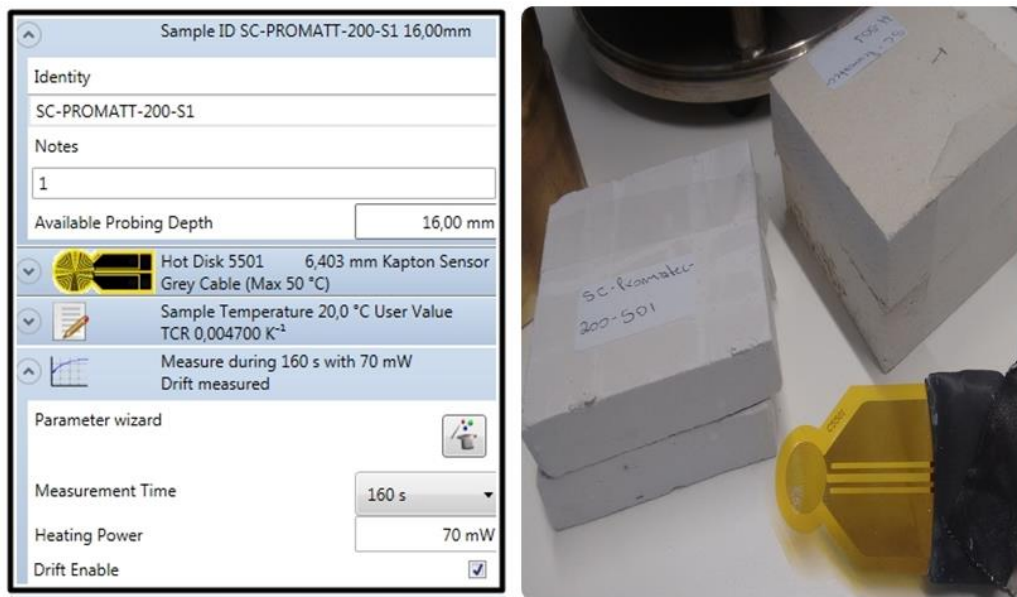 Sample ID SC-PROMATT-200-S1 16,00mm
Identity
SC-PROMATT-200-S1
Notes
1
Available Probing Depth 16,00 mm
Hot Disk 5501 6,403 mm Kapton Sensor
Grey Cable (Max 50 °C)
Sample Temperature 20,0 °C User Value
TCR 0,004700 K⁻¹
Measure during 160 s with 70 mW
Drift measured
Parameter wizard
Measurement Time 160 s
Heating Power 70 mW
Drift Enable
200-S01